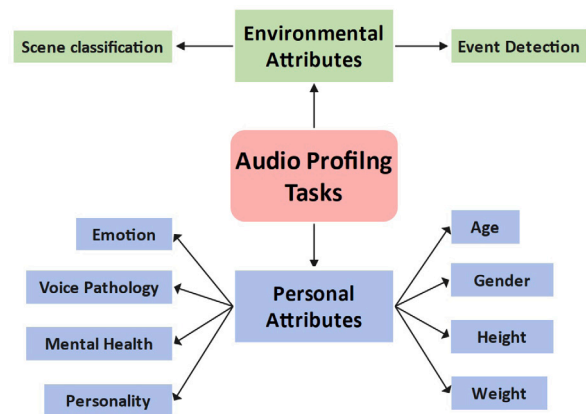 Scene classification
Environmental
Attributes
Event Detection
Audio Profilng
Tasks
Emotion
Voice Pathology
Mental Health
Personality
Personal
Attributes
Age
Gender
Height
Weight